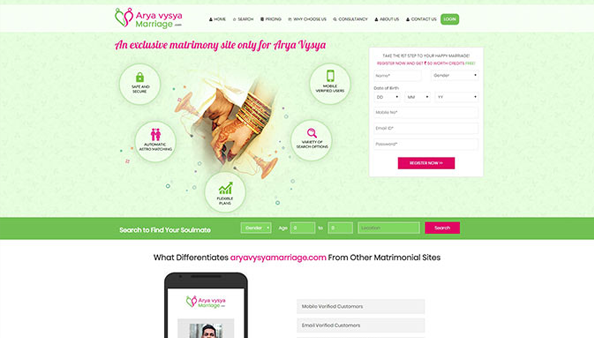 Arya vysya
Marriage.com
HOME
SEARCH
PRICING
WHY CHOOSE US
CONSULTANCY
ABOUT US
CONTACT US
LOGIN
An exclusive matrimony site only for Arya Vysya
SAFE AND
SECURE
MOBILE
VERIFIED USERS
AUTOMATIC
ASTRO MATCHING
VARIETY OF
SEARCH OPTIONS
FLEXIBLE
PLANS
TAKE THE 1ST STEP TO YOUR HAPPY MARRIAGE!
REGISTER NOW AND GET ₹ 50 WORTH CREDITS FREE!
Name* Gender
Date of Birth
DD MM YY
Mobile No*
Email ID*
Password*
REGISTER NOW
Search to Find Your Soulmate
Gender Age to Location Search
What Differentiates aryavysyamarriage.com From Other Matrimonial Sites
Arya vysya
Marriage
Mobile Verified Customers
Email Verified Customers